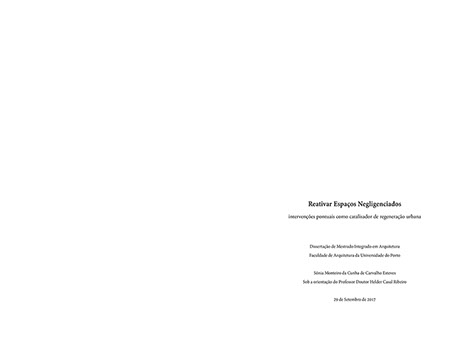 Reativar Espaços Negligenciados
intervenções pontuais como catalisador de regeneração urbana
Dissertação de Mestrado Integrado em Arquitetura
Faculdade de Arquitetura da Universidade do Porto
Sónia Monteiro da Cunha de Carvalho Esteves
Sob a orientação do Professor Doutor Helder Casal Ribeiro
29 de Setembro de 2017